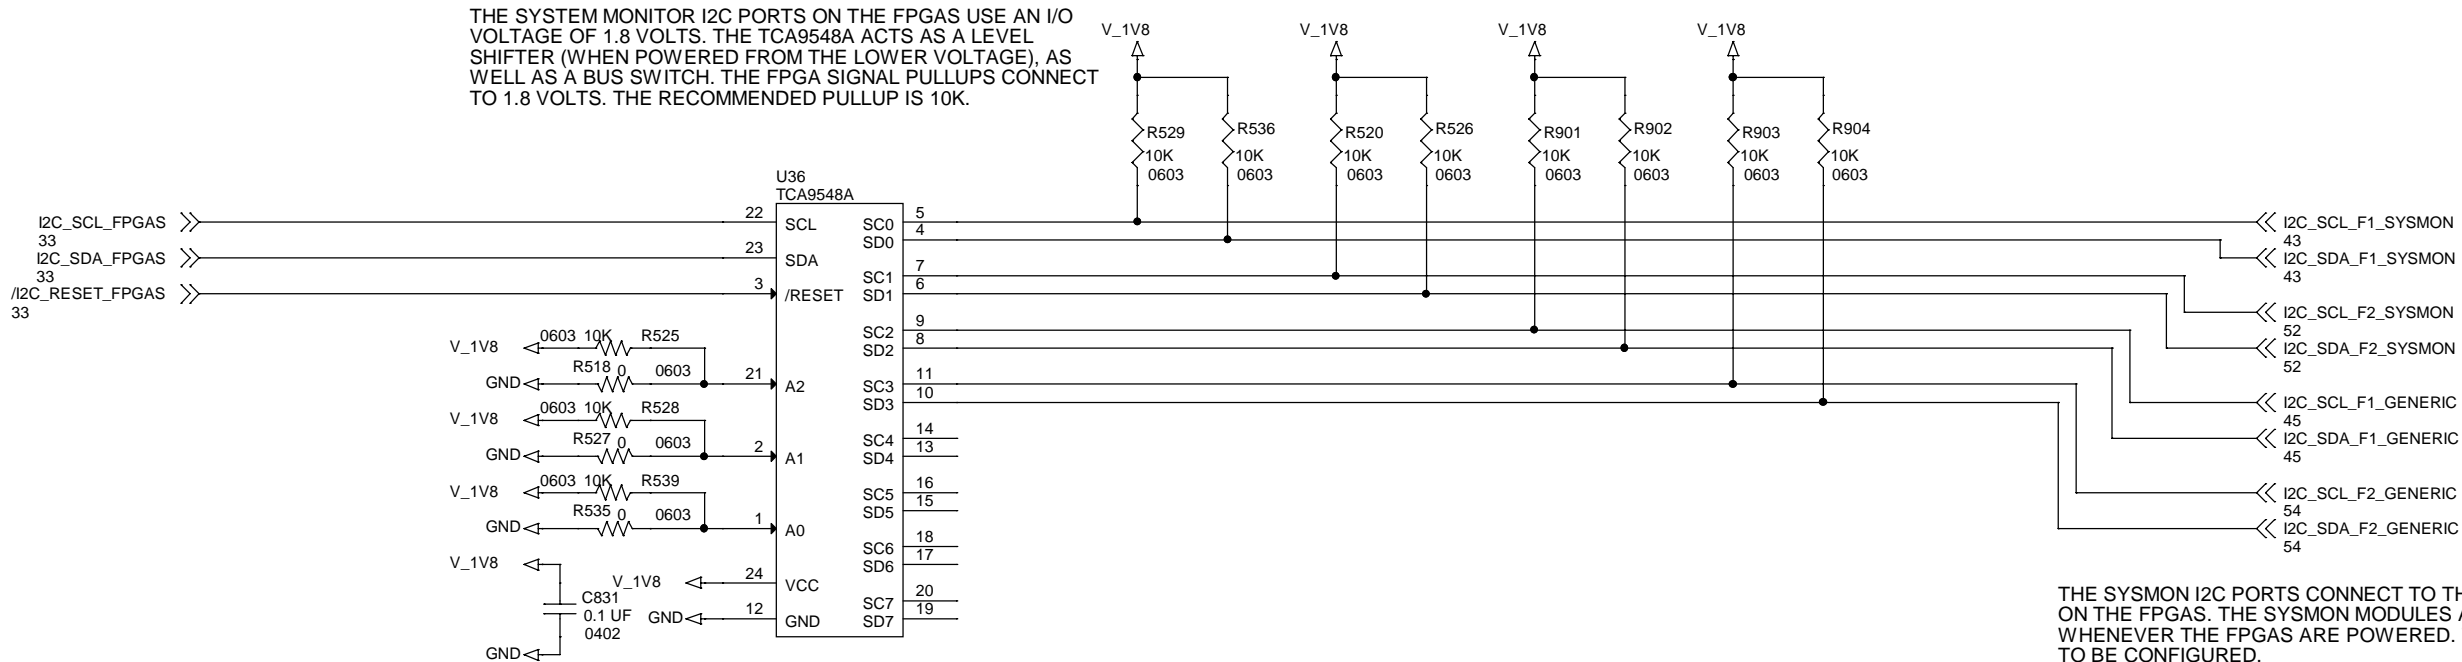 THE SYSTEM MONITOR I2C PORTS ON THE FPGAS USE AN I/O
VOLTAGE OF 1.8 VOLTS. THE TCA9548A ACTS AS A LEVEL
SHIFTER (WHEN POWERED FROM THE LOWER VOLTAGE), AS
WELL AS A BUS SWITCH. THE FPGA SIGNAL PULLUPS CONNECT
TO 1.8 VOLTS. THE RECOMMENDED PULLUP IS 10K.
V_1V8 V_1V8 V_1V8 V_1V8
R529 R536 R520 R526 R901 R902 R903 R904
10K 10K 10K 10K 10K 10K 10K 10K
0603 0603 0603 0603 0603 0603 0603 0603
U36
TCA9548A
I2C_SCL_FPGAS
33
I2C_SDA_FPGAS
33
/I2C_RESET_FPGAS
33
22 SCL
23 SDA
3 /RESET
V_1V8 0603 10K R525
GND R518 0 0603 21 A2
V_1V8 0603 10K R528
GND R527 0 0603 2 A1
V_1V8 0603 10K R539
GND R535 0 0603 1 A0
V_1V8
V_1V8 24 VCC
C831
0.1 UF
0402
GND 12 GND
GND
SC0 5
SD0 4
SC1 7
SD1 6
SC2 9
SD2 8
SC3 11
SD3 10
SC4 14
SD4 13
SC5 16
SD5 15
SC6 18
SD6 17
SC7 20
SD7 19
I2C_SCL_F1_SYSMON
43
I2C_SDA_F1_SYSMON
43
I2C_SCL_F2_SYSMON
52
I2C_SDA_F2_SYSMON
52
I2C_SCL_F1_GENERIC
45
I2C_SDA_F1_GENERIC
45
I2C_SCL_F2_GENERIC
54
I2C_SDA_F2_GENERIC
54
THE SYSMON I2C PORTS CONNECT TO
ON THE FPGAS. THE SYSMON MODULES
WHENEVER THE FPGAS ARE POWERED.
TO BE CONFIGURED.